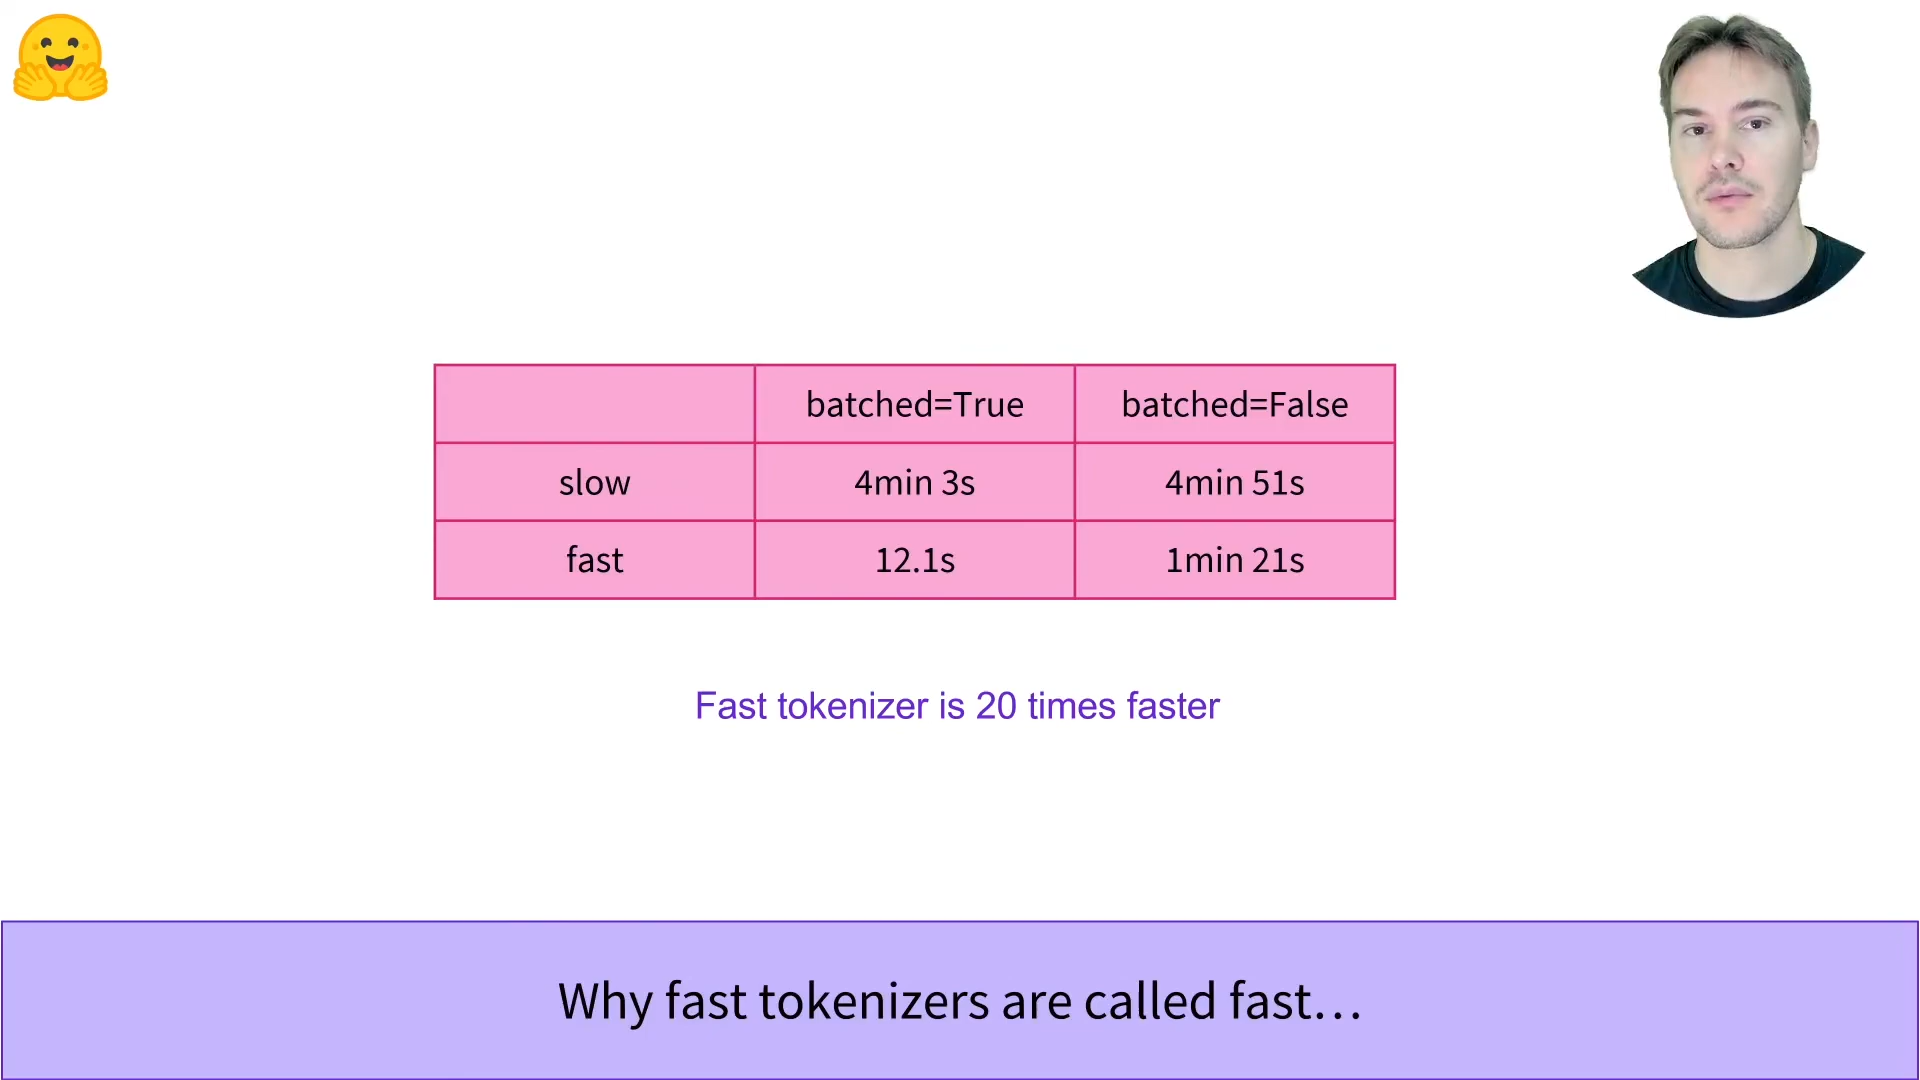 batched=True batched=False
slow 4min 3s 4min 51s
fast 12.1s 1min 21s
Fast tokenizer is 20 times faster
Why fast tokenizers are called fast…